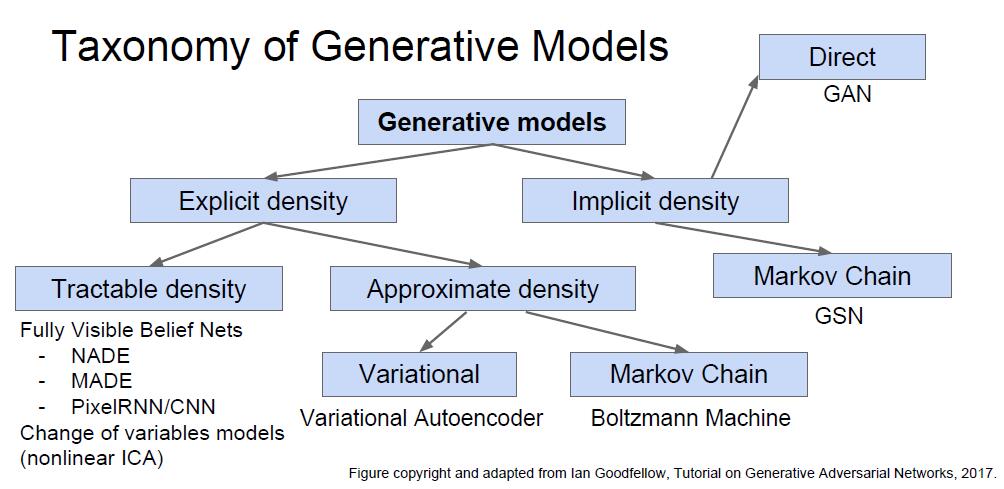 Taxonomy of Generative Models
Direct
GAN
Generative models
Explicit density
Implicit density
Tractable density
Approximate density
Markov Chain
GSN
Fully Visible Belief Nets
- NADE
- MADE
- PixelRNN/CNN
Change of variables models
(nonlinear ICA)
Variational
Variational Autoencoder
Markov Chain
Boltzmann Machine
Figure copyright and adapted from Ian Goodfellow, Tutorial on Generative Adversarial Networks, 2017.